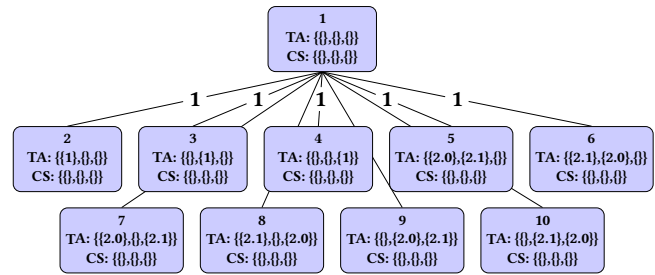 1
TA: {{},{},{}}
CS: {{},{},{}}
1 1 1 1 1
2
TA: {{1},{},{}}
CS: {{},{},{}}
3
TA: {{},{1},{}}
CS: {{},{},{}}
4
TA: {{},{},{1}}
CS: {{},{},{}}
5
TA: {{2.0},{2.1},{}}
CS: {{},{},{}}
6
TA: {{2.1},{2.0},{}}
CS: {{},{},{}}
7
TA: {{2.0},{},{2.1}}
CS: {{},{},{}}
8
TA: {{2.1},{},{2.0}}
CS: {{},{},{}}
9
TA: {{},{2.0},{2.1}}
CS: {{},{},{}}
10
TA: {{},{2.1},{2.0}}
CS: {{},{},{}}